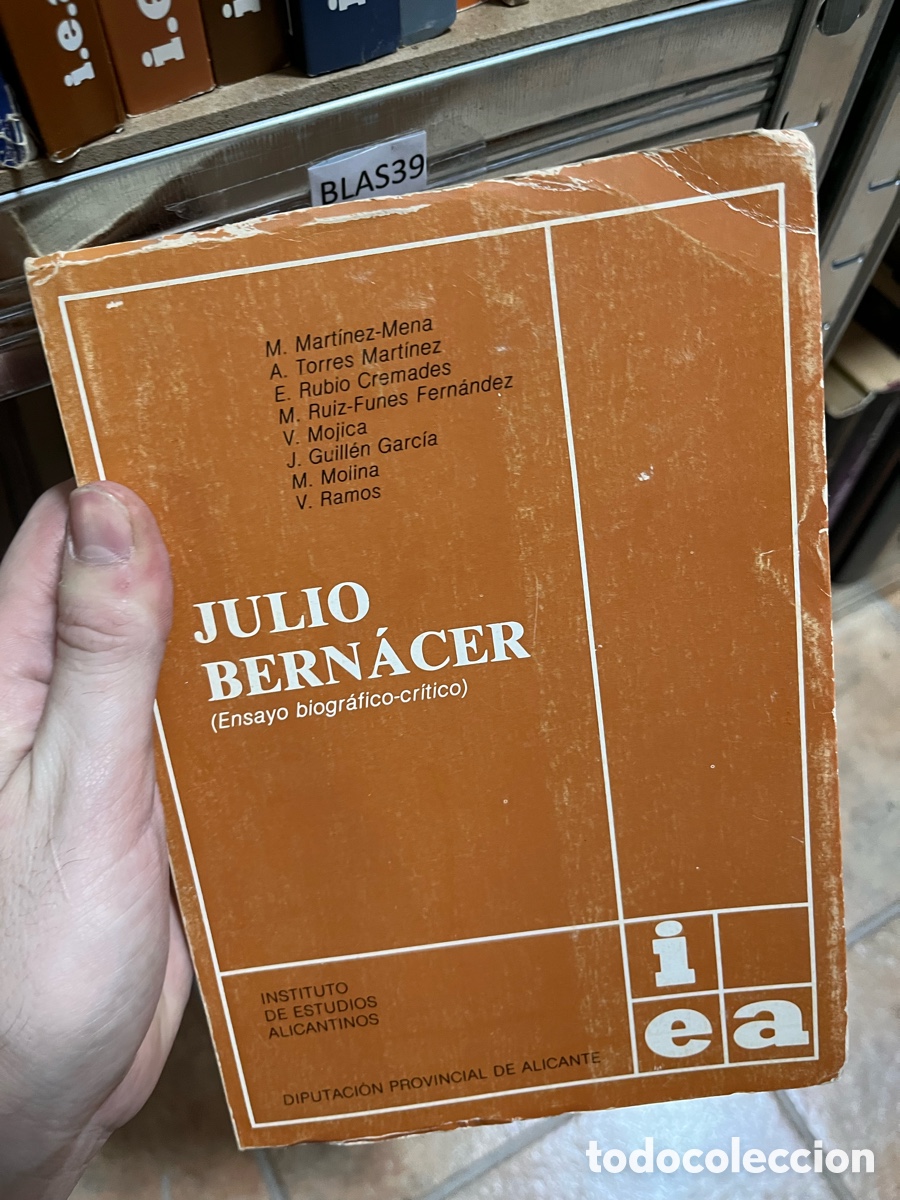 i.e.
i.e
i
i
BLAS39
M. Martínez-Mena
A. Torres Martínez
E. Rubio Cremades
M. Ruiz-Funes Fernández
V. Mojica
J. Guillén García
M. Molina
V. Ramos
JULIO
BERNÁCER
(Ensayo biográfico-crítico)
INSTITUTO
DE ESTUDIOS
ALICANTINOS
DIPUTACIÓN PROVINCIAL DE ALICANTE
i
ea
todocoleccion